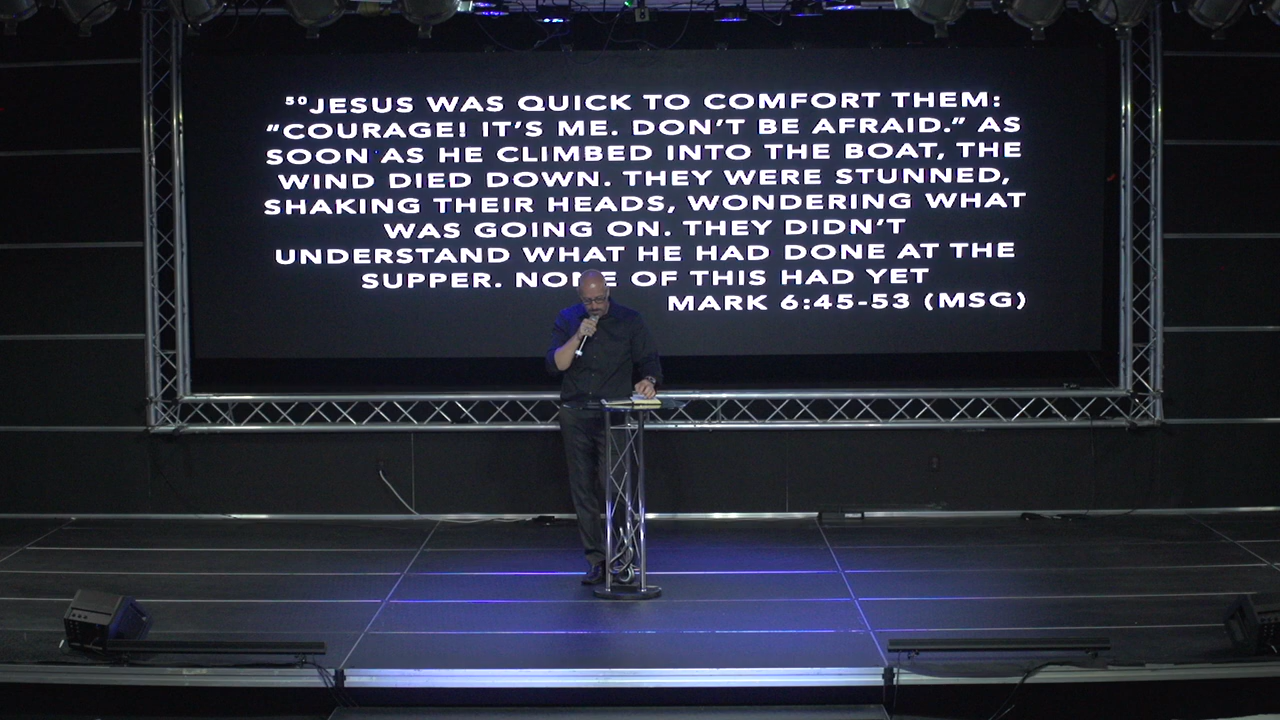 ⁵⁰JESUS WAS QUICK TO COMFORT THEM:
“COURAGE! IT’S ME. DON’T BE AFRAID.” AS
SOON AS HE CLIMBED INTO THE BOAT, THE
WIND DIED DOWN. THEY WERE STUNNED,
SHAKING THEIR HEADS, WONDERING WHAT
WAS GOING ON. THEY DIDN’T
UNDERSTAND WHAT HE HAD DONE AT THE
SUPPER. NONE OF THIS HAD YET
MARK 6:45-53 (MSG)